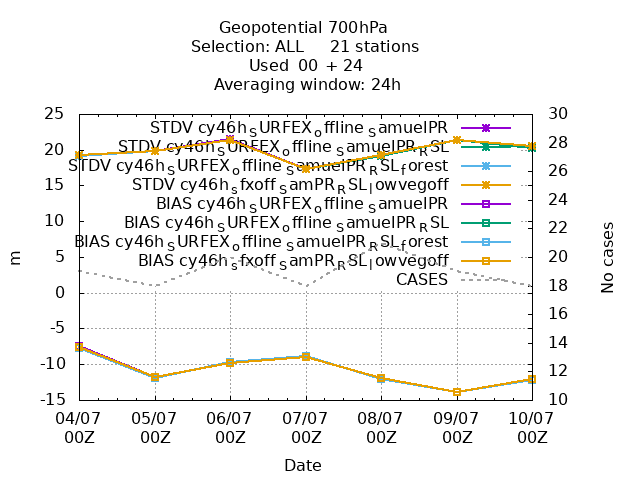 Geopotential 700hPa
Selection: ALL     21 stations
Used  00 + 24
Averaging window: 24h
25 30
STDV cy46h_SURFEX_offline_SamuelPR
28
STDV cy46h_SURFEX_offline_SamuelPR_RSL
20
STDV cy46h_SURFEX_offline_SamuelPR_RSL_forest
26
STDV cy46h_sfxoff_SamPR_RSL_lowvegoff
15
24
BIAS cy46h_SURFEX_offline_SamuelPR
10 BIAS cy46h_SURFEX_offline_SamuelPR_RSL 22
BIAS cy46h_SURFEX_offline_SamuelPR_RSL_forest
m No cases
5 BIAS cy46h_sfxoff_SamPR_RSL_lowvegoff 20
CASES
0 18
-5 16
14
-10
12
-15 10
04/07 05/07 06/07 07/07 08/07 09/07 10/07
00Z 00Z 00Z 00Z 00Z 00Z 00Z
Date